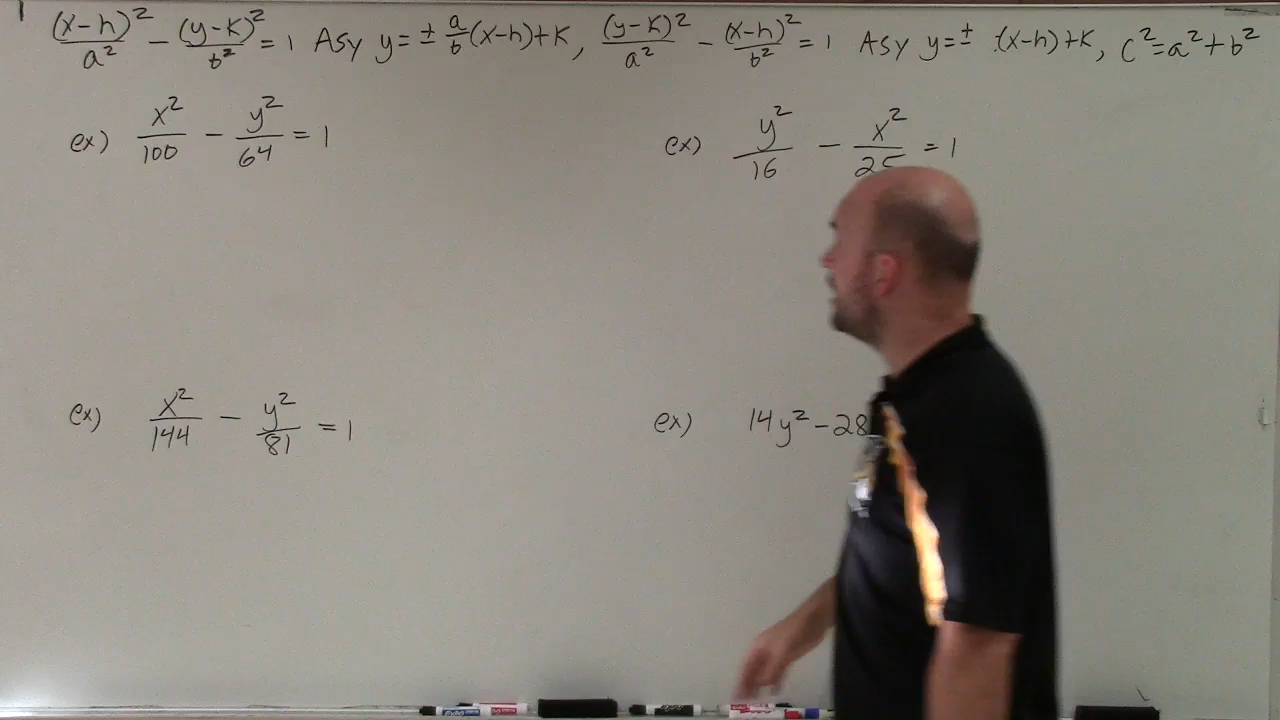 (x-h)²/a² - (y-k)²/b² = 1 Asy y = ± a/b (x-h)+k, (y-k)²/a² - (x-h)²/b² = 1 Asy y = ± (x-h)+k, c² = a² + b²
ex) x²/100 - y²/64 = 1
ex) y²/16 - x²/25 = 1
ex) x²/144 - y²/81 = 1
ex) 14y² - 28
EXPO